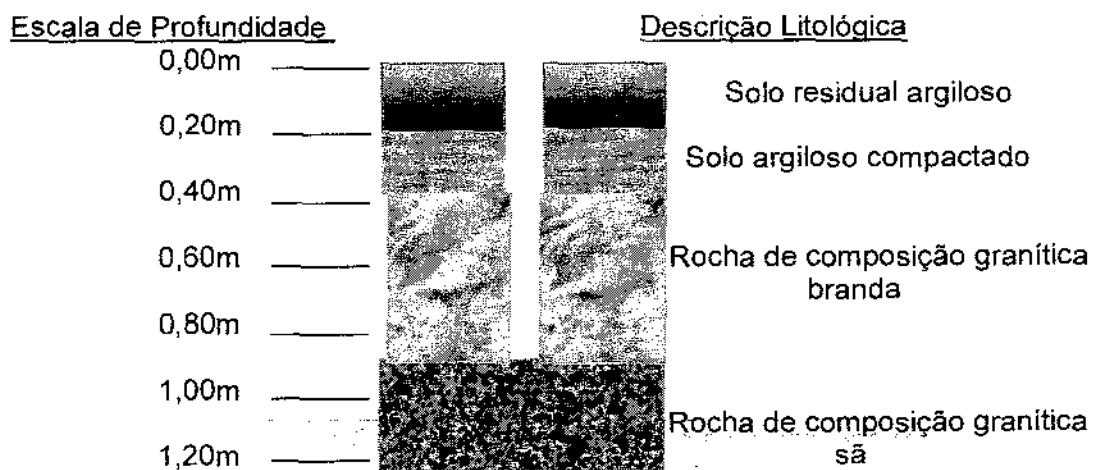 Escala de Profundidade
Descrição Litológica
0,00m
Solo residual argiloso
0,20m
Solo argiloso compactado
0,40m
0,60m
Rocha de composição granítica
branda
0,80m
1,00m
Rocha de composição granítica
sã
1,20m